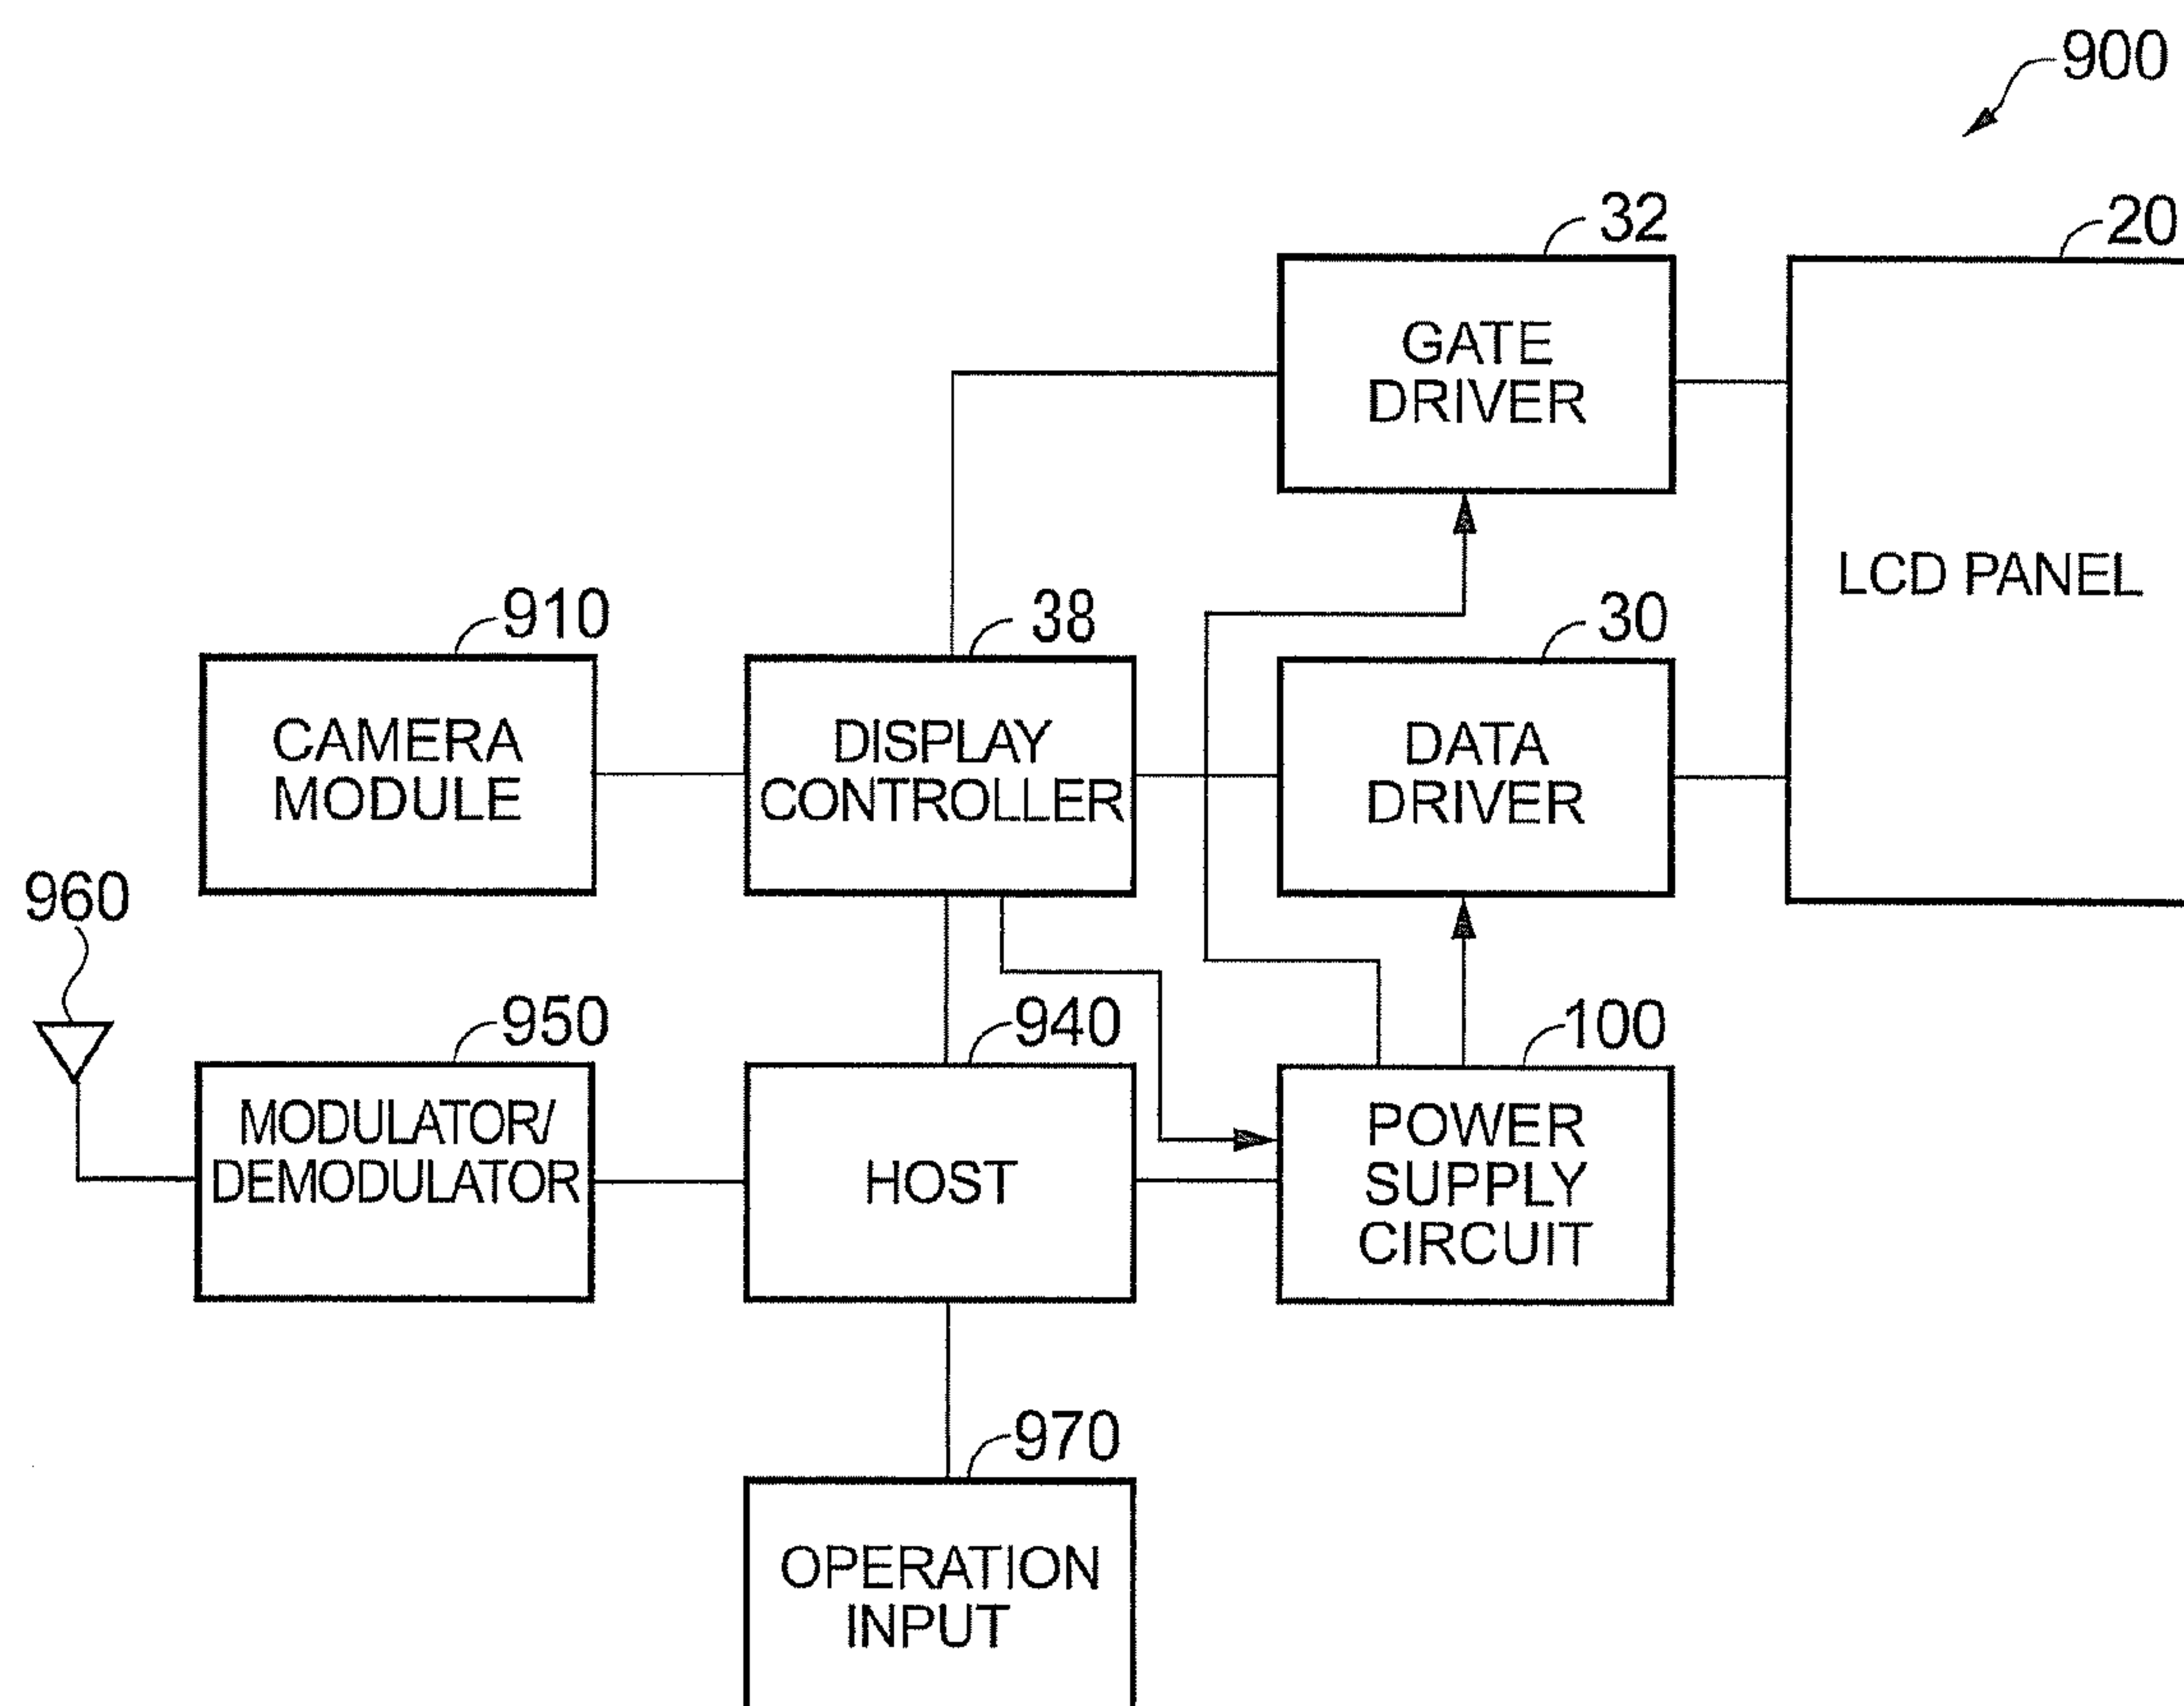 900
32
20
GATE
DRIVER
LCD PANEL
910
38
30
CAMERA
MODULE
DISPLAY
CONTROLLER
DATA
DRIVER
960
950
940
100
MODULATOR/
DEMODULATOR
HOST
POWER
SUPPLY
CIRCUIT
970
OPERATION
INPUT